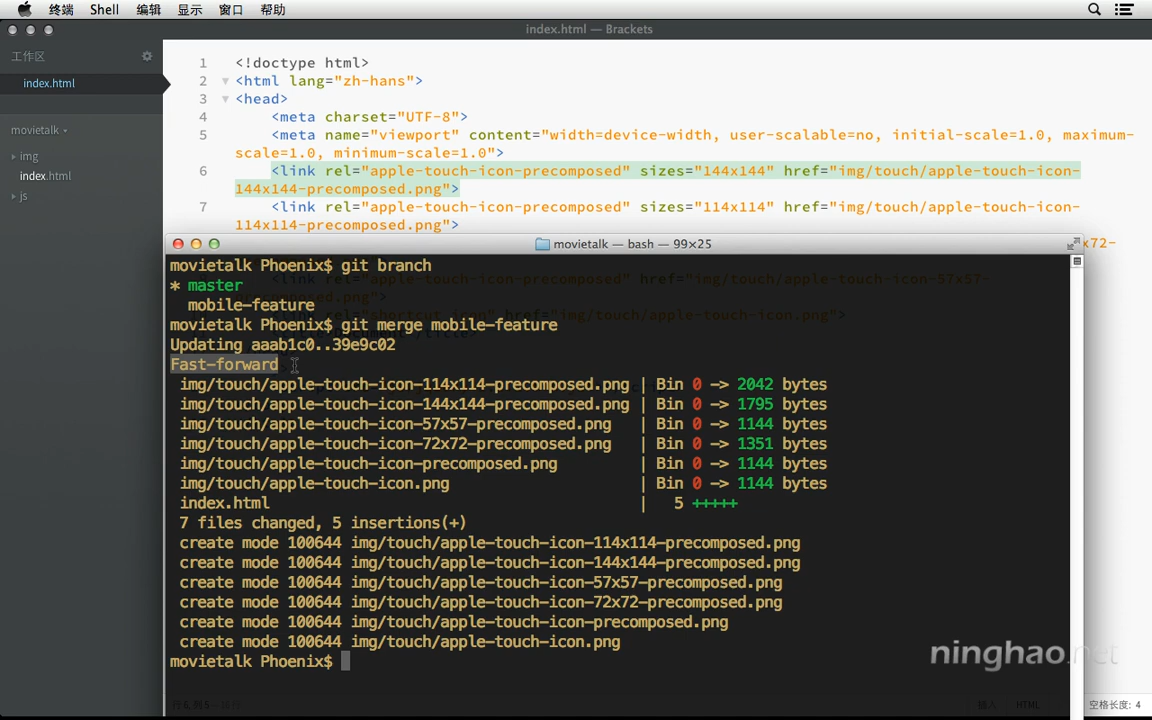 终端 Shell 编辑 显示 窗口 帮助
index.html — Brackets
工作区
index.html
movietalk
img
index.html
js
1 <!doctype html>
2 <html lang="zh-hans">
3 <head>
4 <meta charset="UTF-8">
5 <meta name="viewport" content="width=device-width, user-scalable=no, initial-scale=1.0, maximum-
scale=1.0, minimum-scale=1.0">
6 <link rel="apple-touch-icon-precomposed" sizes="144x144" href="img/touch/apple-touch-icon-
144x144-precomposed.png">
7 <link rel="apple-touch-icon-precomposed" sizes="114x114" href="img/touch/apple-touch-icon-
114x114-precomposed.png">
x72-
movietalk — bash — 99×25
movietalk Phoenix$ git branch
* master
mobile-feature
movietalk Phoenix$ git merge mobile-feature
Updating aaab1c0..39e9c02
Fast-forward
img/touch/apple-touch-icon-114x114-precomposed.png | Bin 0 -> 2042 bytes
img/touch/apple-touch-icon-144x144-precomposed.png | Bin 0 -> 1795 bytes
img/touch/apple-touch-icon-57x57-precomposed.png | Bin 0 -> 1144 bytes
img/touch/apple-touch-icon-72x72-precomposed.png | Bin 0 -> 1351 bytes
img/touch/apple-touch-icon-precomposed.png | Bin 0 -> 1144 bytes
img/touch/apple-touch-icon.png | Bin 0 -> 1144 bytes
index.html | 5 +++++
7 files changed, 5 insertions(+)
create mode 100644 img/touch/apple-touch-icon-114x114-precomposed.png
create mode 100644 img/touch/apple-touch-icon-144x144-precomposed.png
create mode 100644 img/touch/apple-touch-icon-57x57-precomposed.png
create mode 100644 img/touch/apple-touch-icon-72x72-precomposed.png
create mode 100644 img/touch/apple-touch-icon-precomposed.png
create mode 100644 img/touch/apple-touch-icon.png
movietalk Phoenix$
ninghao.net
插入 HTML 空格长度: 4